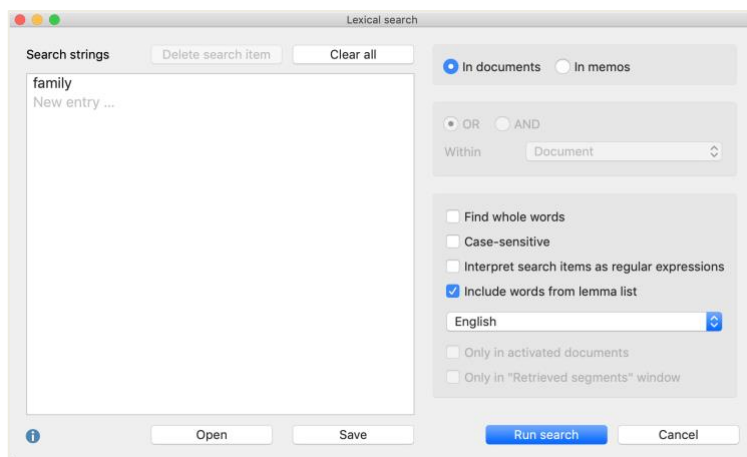 Lexical search
Search strings
Delete search item
Clear all
family
New entry ...
In documents
In memos
OR
AND
Within
Document
Find whole words
Case-sensitive
Interpret search items as regular expressions
Include words from lemma list
English
Only in activated documents
Only in "Retrieved segments" window
Open
Save
Run search
Cancel